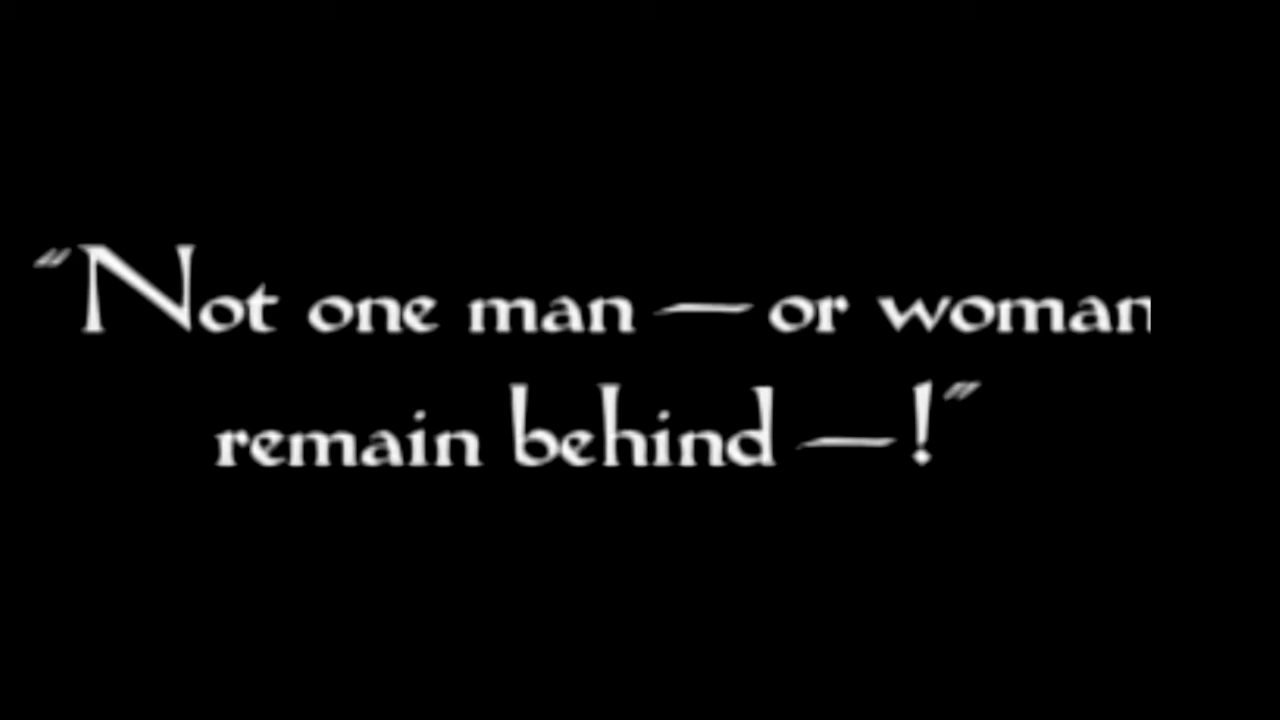 “Not one man — or woman
remain behind — !”